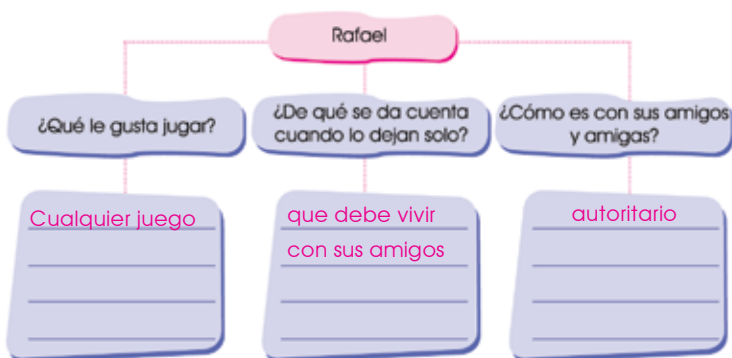 Rafael
¿Qué le gusta jugar?
¿De qué se da cuenta
cuando lo dejan solo?
¿Cómo es con sus amigos
y amigas?
Cualquier juego
que debe vivir
con sus amigos
autoritario